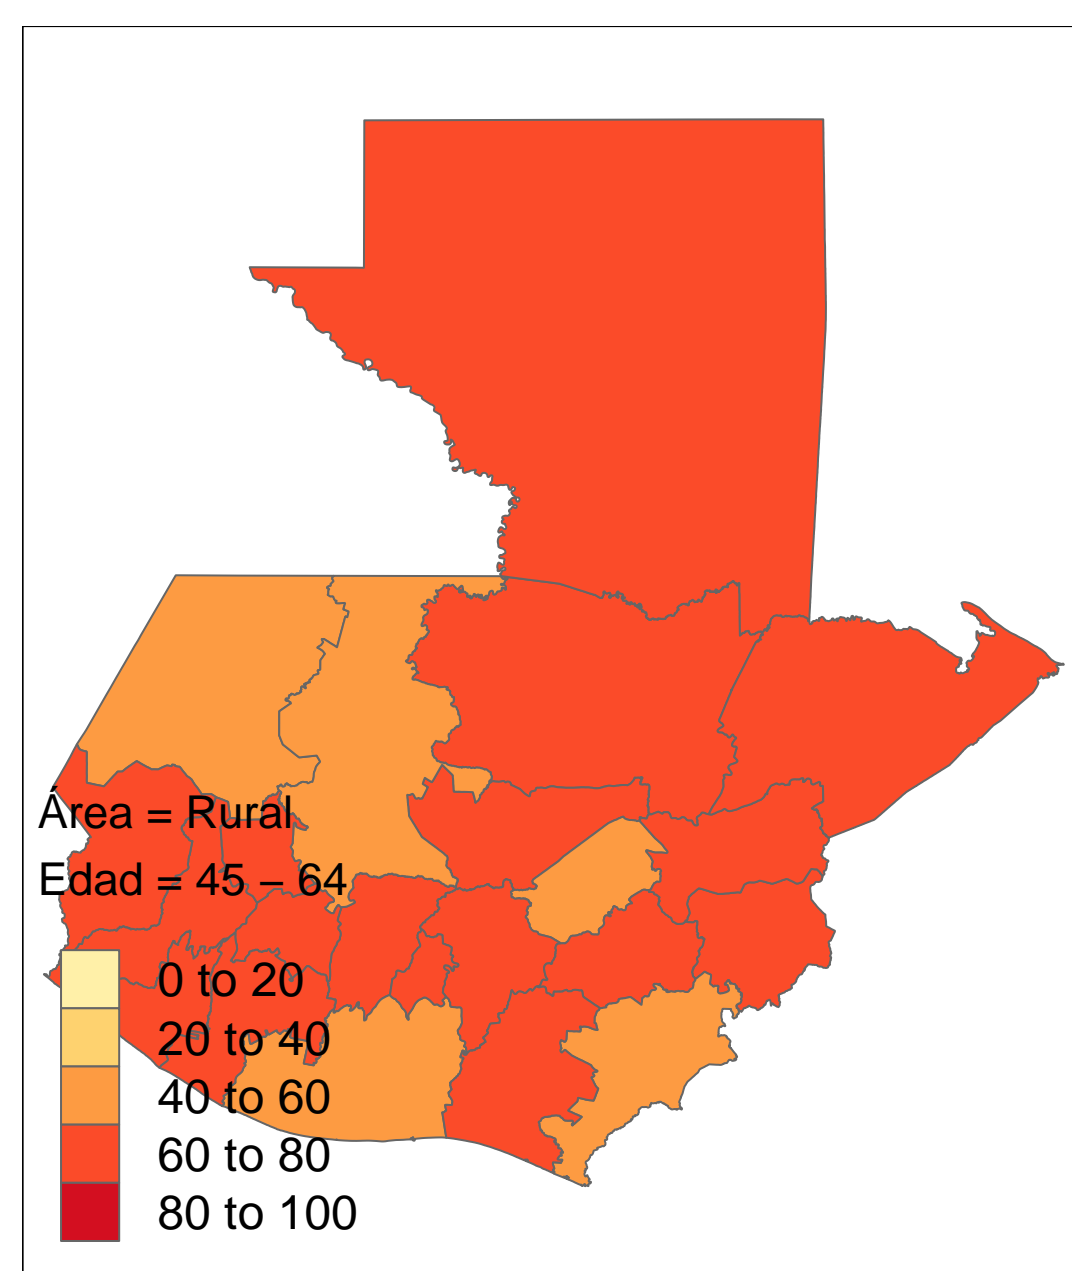 Área = Rural
Edad = 45 – 64
0 to 20
20 to 40
40 to 60
60 to 80
80 to 100